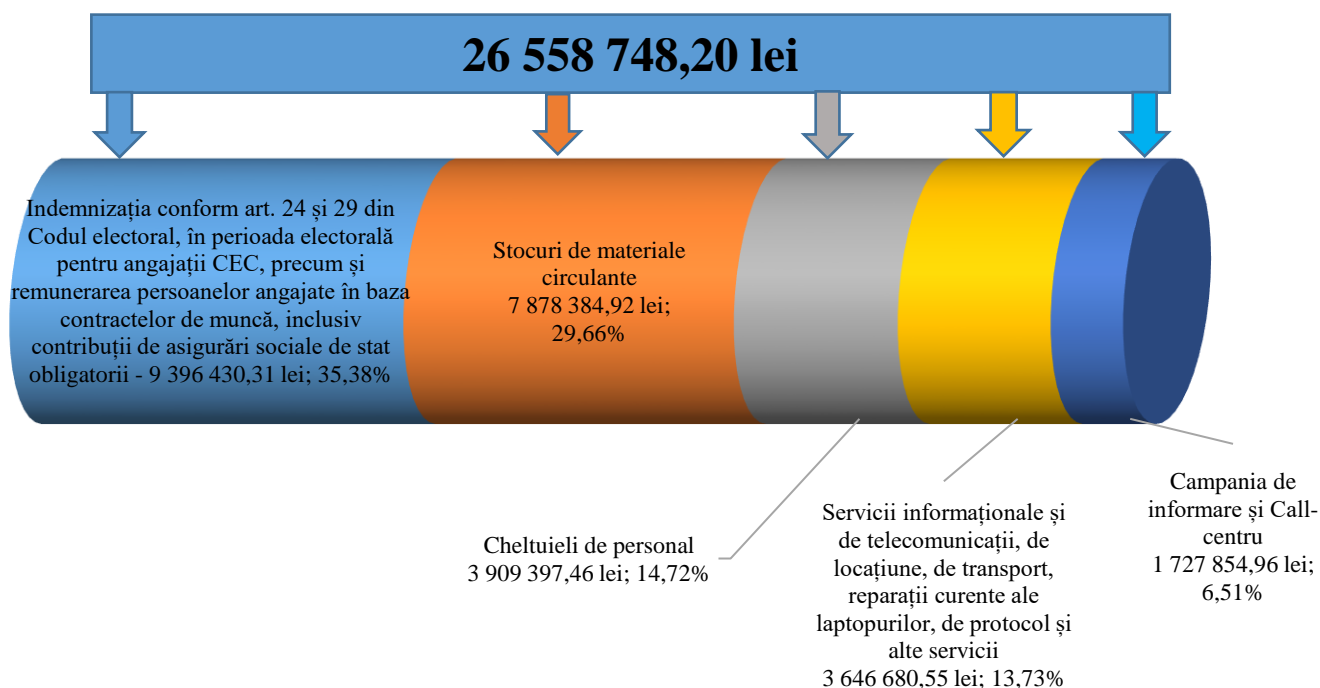 26 558 748,20 lei
Indemnizația conform art. 24 și 29 din
Codul electoral, în perioada electorală
pentru angajații CEC, precum și
remunerarea persoanelor angajate în baza
contractelor de muncă, inclusiv
contribuții de asigurări sociale de stat
obligatorii - 9 396 430,31 lei; 35,38%
Stocuri de materiale
circulante
7 878 384,92 lei;
29,66%
Cheltuieli de personal
3 909 397,46 lei; 14,72%
Servicii informaționale și
de telecomunicații, de
locațiune, de transport,
reparații curente ale
laptopurilor, de protocol și
alte servicii
3 646 680,55 lei; 13,73%
Campania de
informare și Call-
centru
1 727 854,96 lei;
6,51%